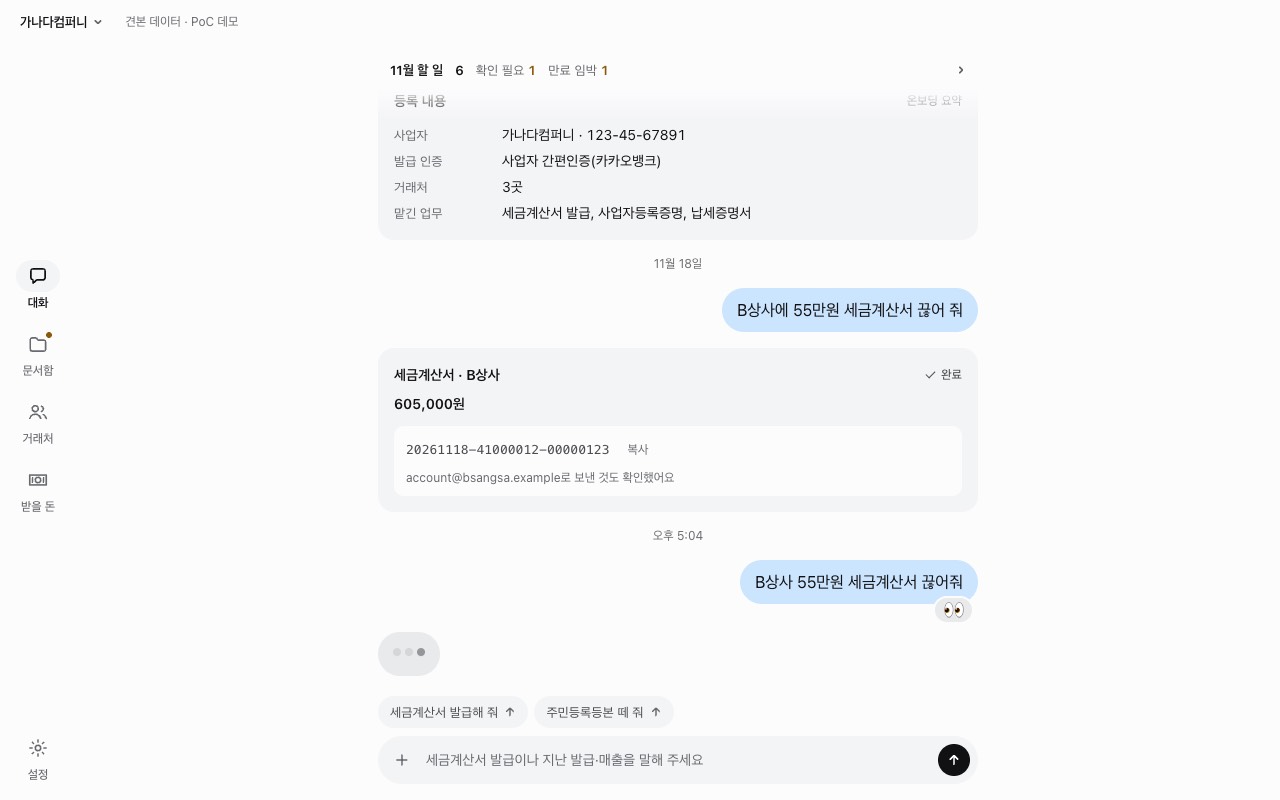 가나다컴퍼니
견본 데이터 · PoC 데모
11월 할 일 6 확인 필요 1 만료 임박 1
등록 내용 온보딩 요약
사업자 가나다컴퍼니 · 123-45-67891
발급 인증 사업자 간편인증(카카오뱅크)
거래처 3곳
맡긴 업무 세금계산서 발급, 사업자등록증명, 납세증명서
11월 18일
B상사에 55만원 세금계산서 끊어 줘
세금계산서 · B상사 완료
605,000원
20261118-41000012-00000123 복사
account@bsangsa.example로 보낸 것도 확인했어요
오후 5:04
B상사 55만원 세금계산서 끊어줘
세금계산서 발급해 줘
주민등록등본 떼 줘
세금계산서 발급이나 지난 발급·매출을 말해 주세요
대화
문서함
거래처
받을 돈
설정